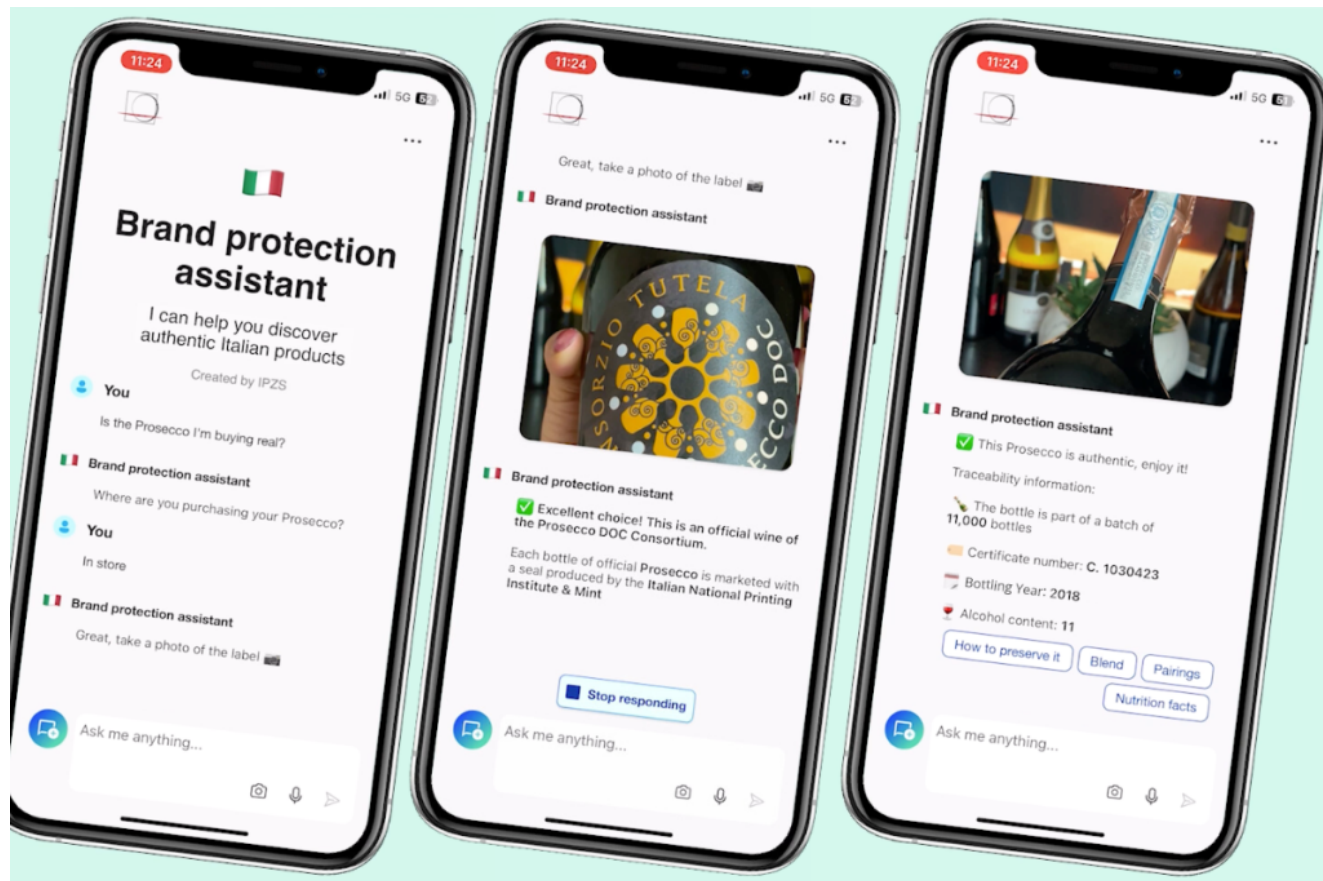 11:24
5G 52
Brand protection
assistant
I can help you discover
authentic Italian products
Created by IPZS
You
Is the Prosecco I'm buying real?
Brand protection assistant
Where are you purchasing your Prosecco?
You
In store
Brand protection assistant
Great, take a photo of the label
Ask me anything...
11:24
5G 52
Great, take a photo of the label
Brand protection assistant
TUTELA
NSORZIO
ECCO DOC
Brand protection assistant
Excellent choice! This is an official wine of
the Prosecco DOC Consortium.
Each bottle of official Prosecco is marketed with
a seal produced by the Italian National Printing
Institute & Mint
Stop responding
Ask me anything...
11:24
5G 51
Brand protection assistant
This Prosecco is authentic, enjoy it!
Traceability information:
The bottle is part of a batch of
11,000 bottles
Certificate number: C. 1030423
Bottling Year: 2018
Alcohol content: 11
How to preserve it
Blend
Pairings
Nutrition facts
Ask me anything...